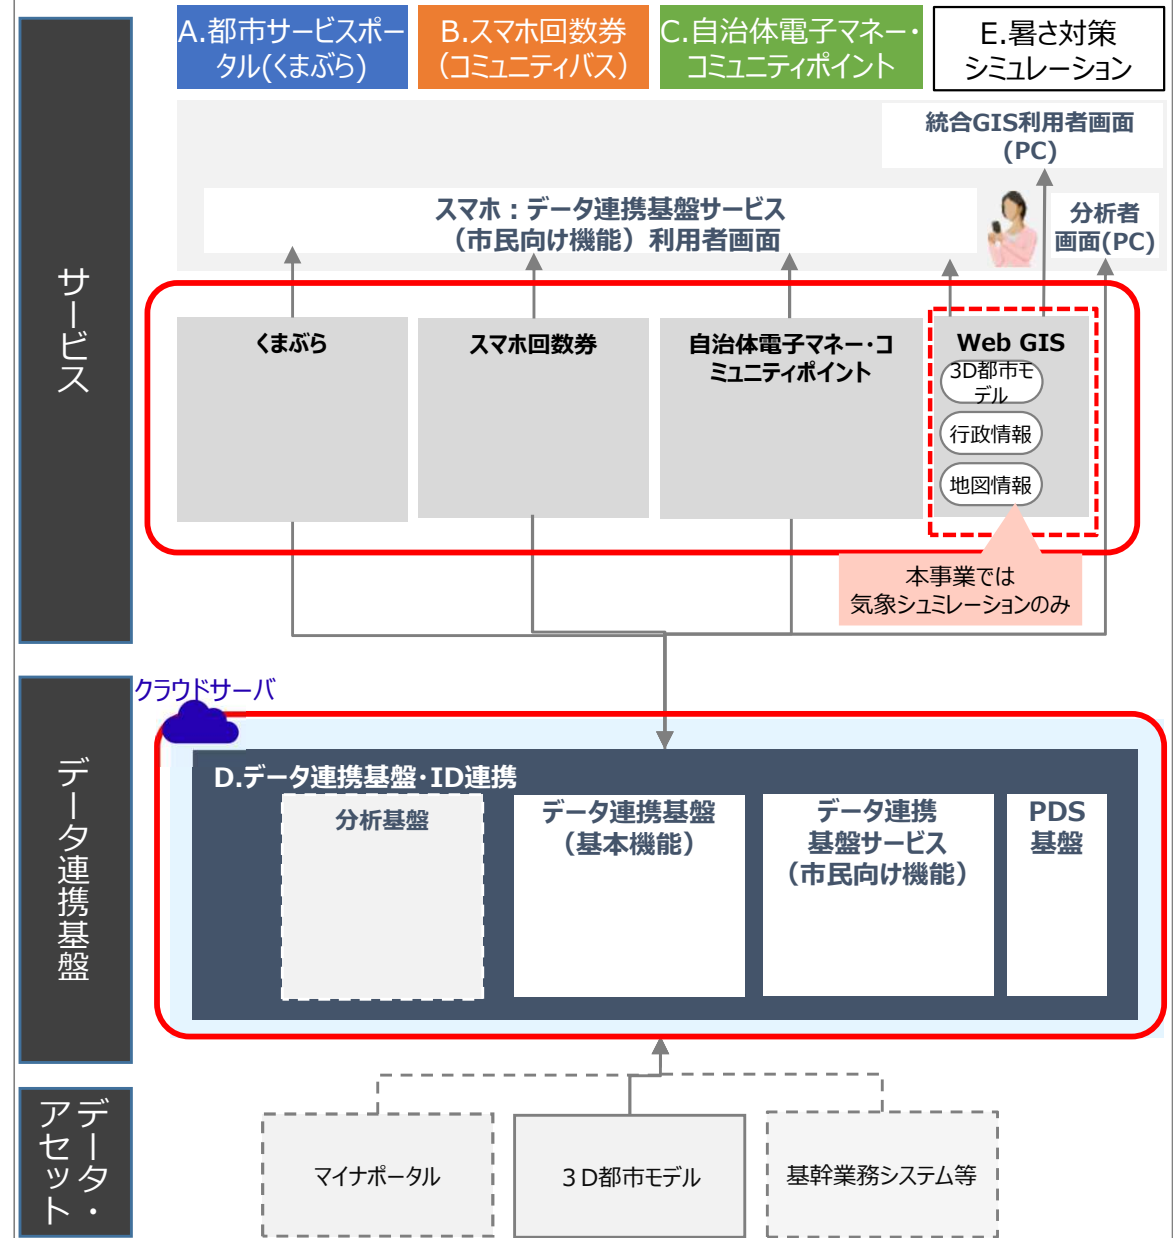 A.都市サービスポー
タル(くまぶら)
B.スマホ回数券
（コミュニティバス）
C.自治体電子マネー・
コミュニティポイント
E.暑さ対策
シミュレーション
統合GIS利用者画面
(PC)
スマホ：データ連携基盤サービス
（市民向け機能）利用者画面
分析者
画面(PC)
サービス
くまぶら
スマホ回数券
自治体電子マネー・コ
ミュニティポイント
Web GIS
3D都市モ
デル
行政情報
地図情報
本事業では
気象シュミレーションのみ
クラウドサーバ
データ連携基盤
D.データ連携基盤・ID連携
分析基盤
データ連携基盤
（基本機能）
データ連携
基盤サービス
（市民向け機能）
PDS
基盤
データ・
アセット
マイナポータル
３D都市モデル
基幹業務システム等